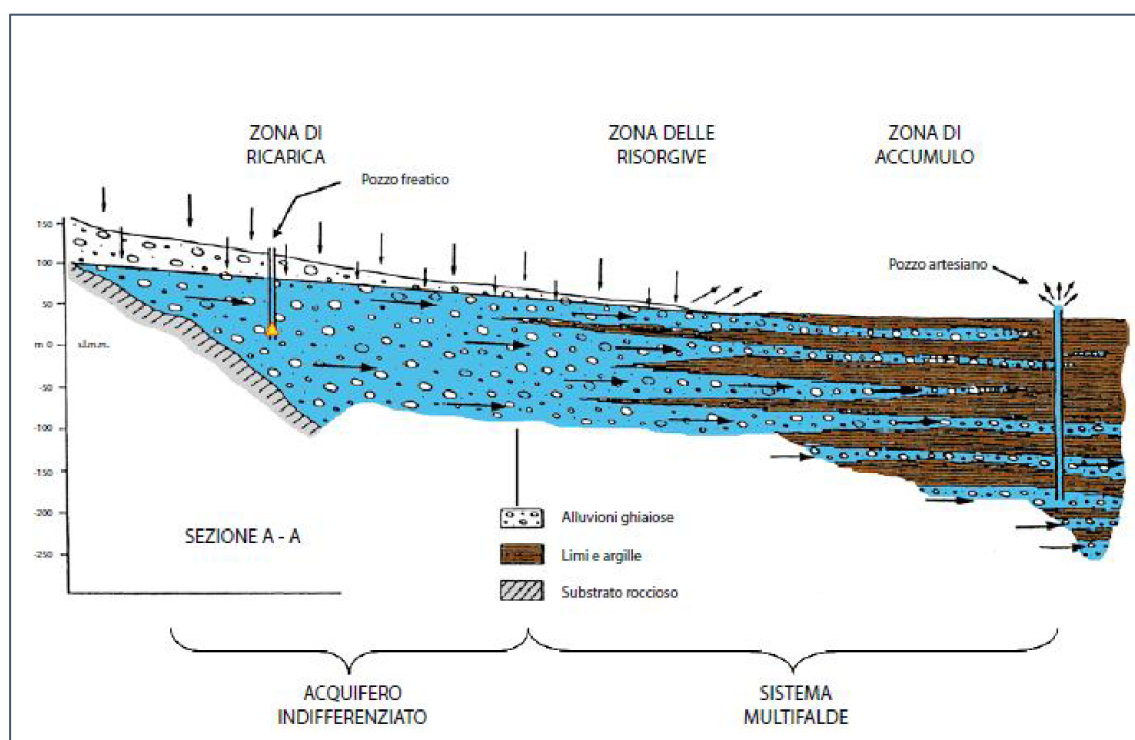 ZONA DI
RICARICA
ZONA DELLE
RISORGIVE
ZONA DI
ACCUMULO
Pozzo freatico
Pozzo artesiano
150
100
50
m 0
s.l.m.m.
-50
-100
-150
-200
-250
SEZIONE A - A
Alluvioni ghiaiose
Limi e argille
Substrato roccioso
ACQUIFERO
INDIFFERENZIATO
SISTEMA
MULTIFALDE